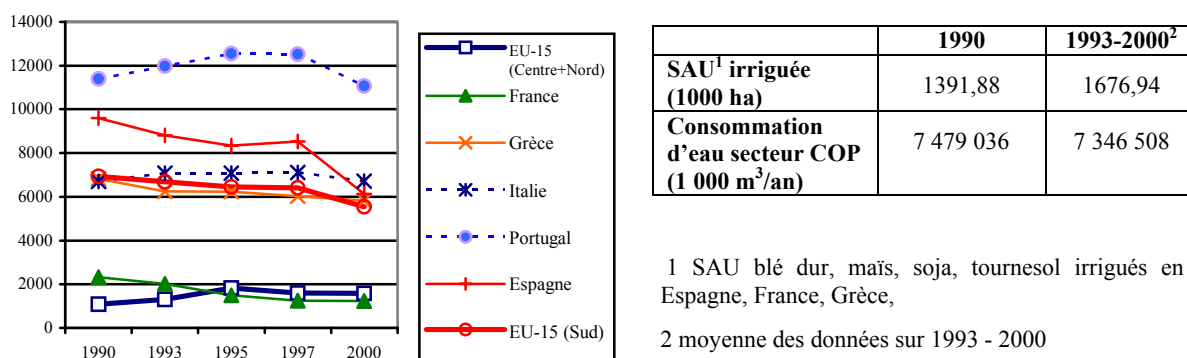 14000
12000
10000
8000
6000
4000
2000
0
1990 1993 1995 1997 2000
EU-15
(Centre+Nord)
France
Grèce
Italie
Portugal
Espagne
EU-15 (Sud)
1990 1993-2000²
SAU¹ irriguée
(1000 ha)
1391,88 1676,94
Consommation
d'eau secteur COP
(1 000 m³/an)
7 479 036 7 346 508
1 SAU blé dur, maïs, soja, tournesol irrigués en
Espagne, France, Grèce,
2 moyenne des données sur 1993 - 2000